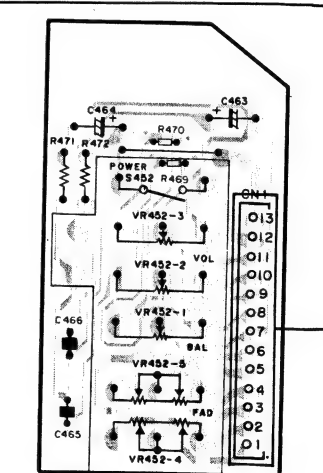 C464
C463
R470
R471
R472
POWER
S452
R469
CN1
VR452-3
VOL
VR452-2
VR452-1
BAL
C466
VR452-5
FAD
C465
VR452-4
13
12
11
10
9
8
7
6
5
4
3
2
1